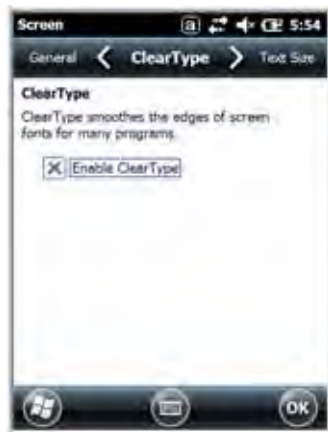 Screen 5:54
General ClearType Text Size
ClearType
ClearType smoothes the edges of screen
fonts for many programs.
Enable ClearType
OK